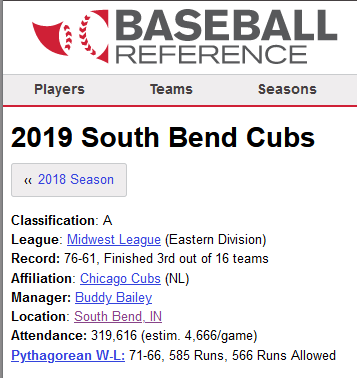 BASEBALL
REFERENCE
Players Teams Seasons
2019 South Bend Cubs
‹‹ 2018 Season
Classification: A
League: Midwest League (Eastern Division)
Record: 76-61, Finished 3rd out of 16 teams
Affiliation: Chicago Cubs (NL)
Manager: Buddy Bailey
Location: South Bend, IN
Attendance: 319,616 (estim. 4,666/game)
Pythagorean W-L: 71-66, 585 Runs, 566 Runs Allowed